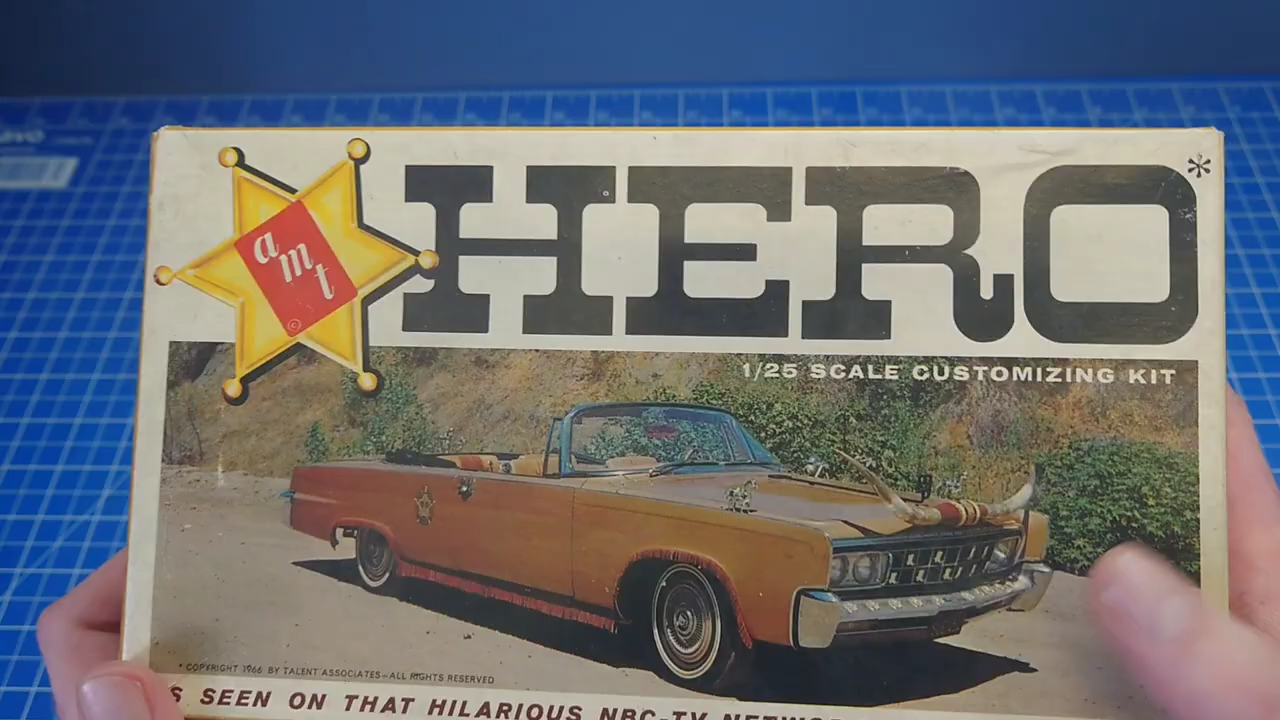 amt
©
HERO*
1/25 SCALE CUSTOMIZING KIT
* COPYRIGHT 1966 BY TALENT ASSOCIATES–ALL RIGHTS RESERVED
SEEN ON THAT HILARIOUS NBC-TV